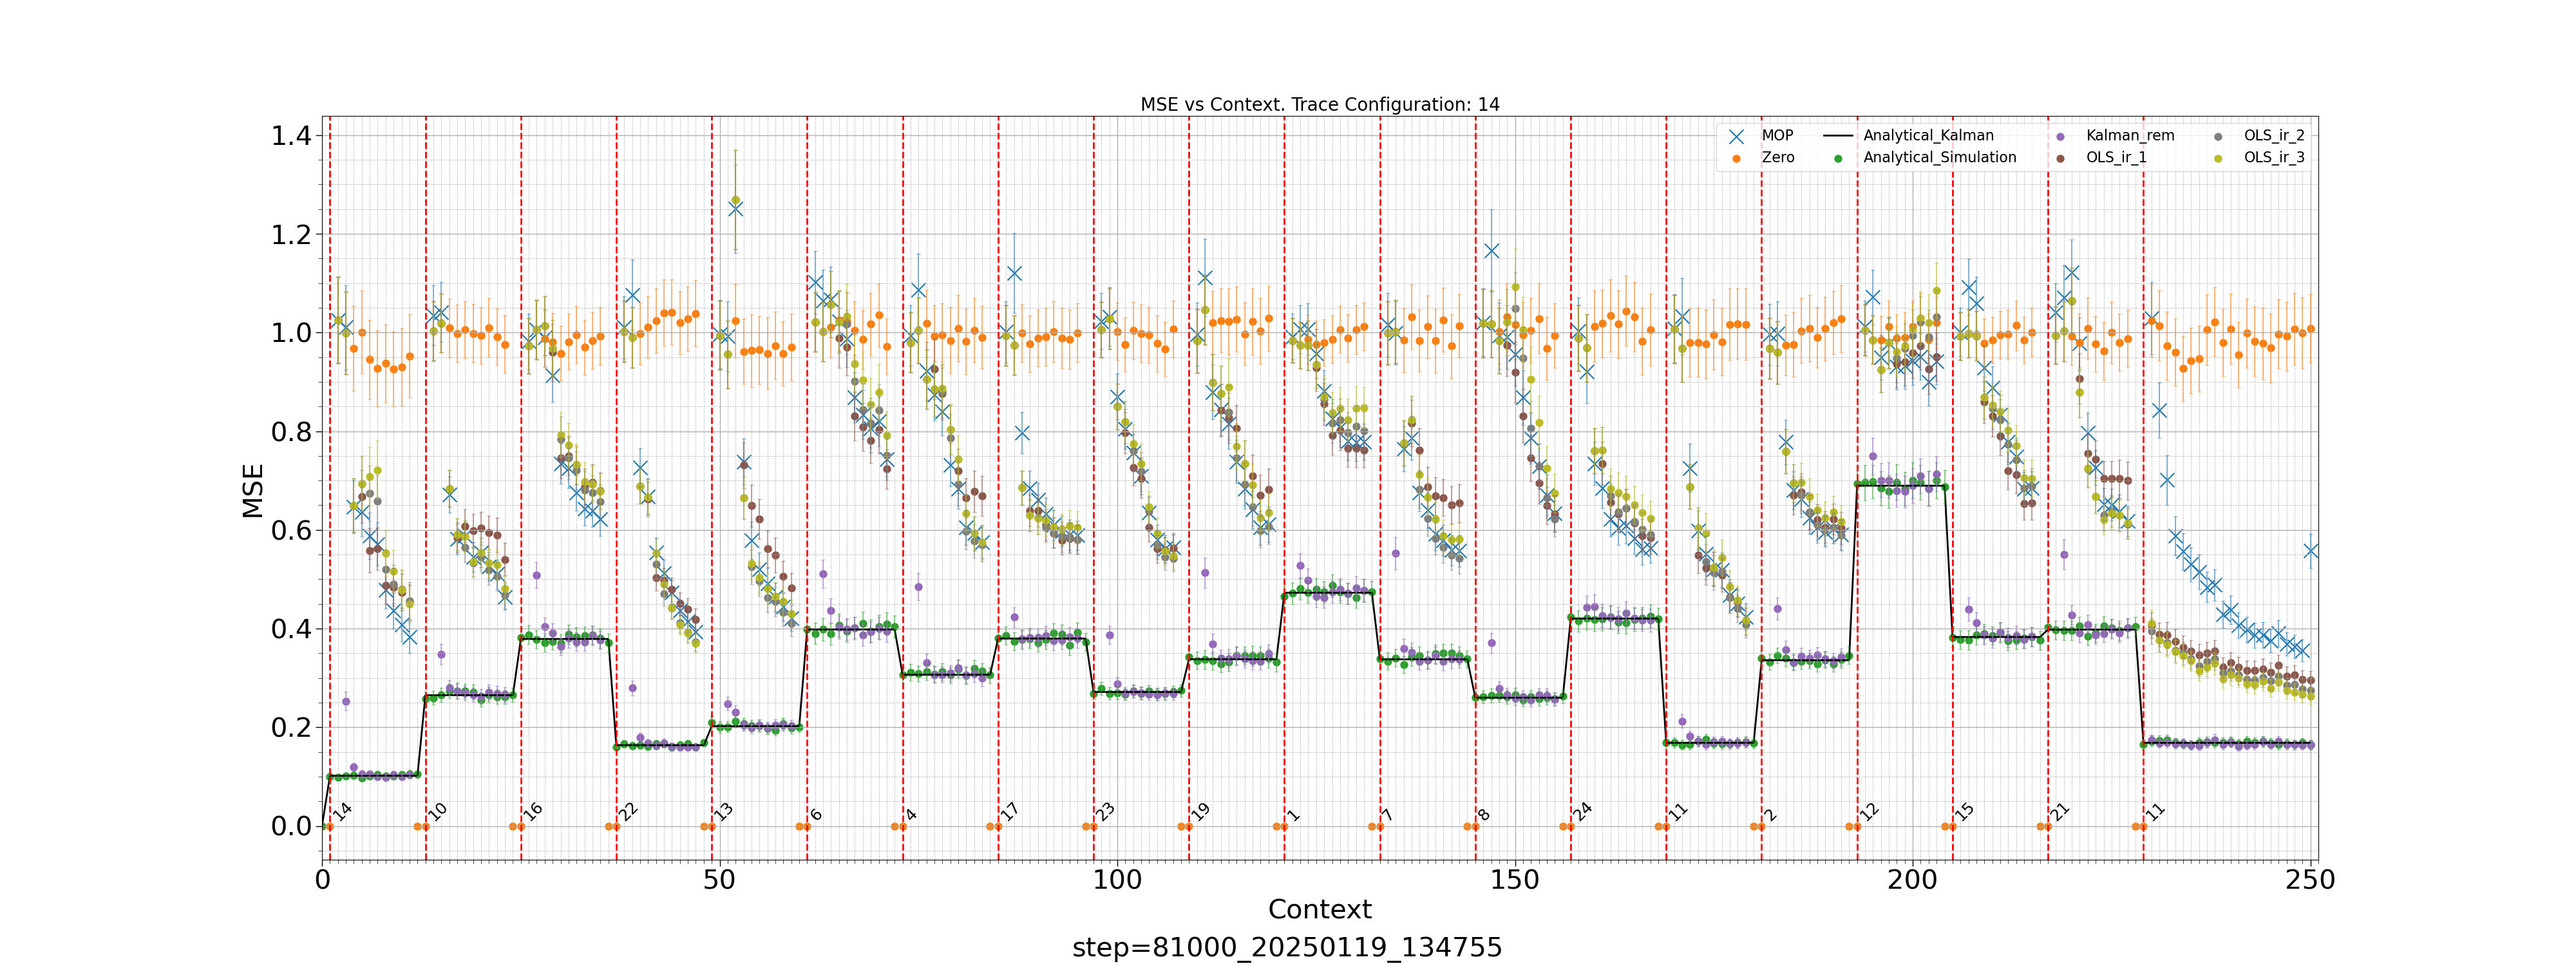 MSE vs Context. Trace Configuration: 14
MOP
Zero
Analytical_Kalman
Analytical_Simulation
Kalman_rem
OLS_ir_1
OLS_ir_2
OLS_ir_3
MSE
1.4
1.2
1.0
0.8
0.6
0.4
0.2
0.0
14 10 16 22 13 6 4 17 23 19 1 7 8 24 11 2 12 15 21 11
0 50 100 150 200 250
Context
step=81000_20250119_134755